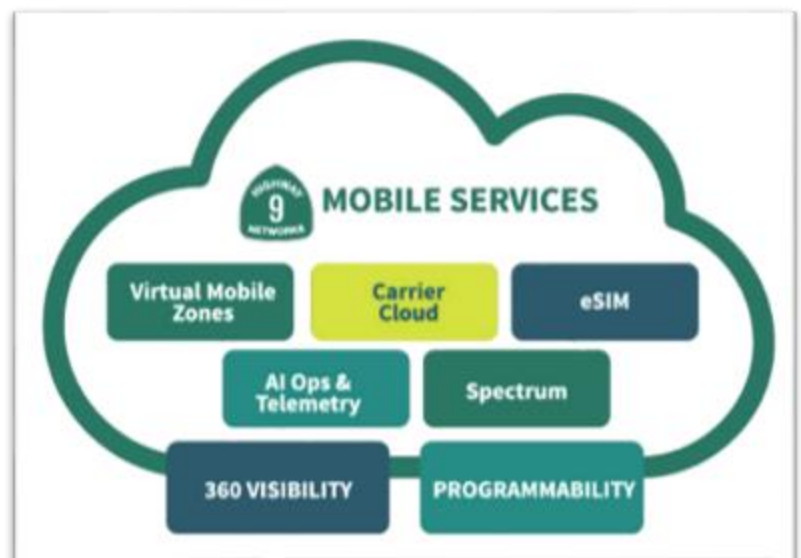 HIGHWAY
9
NETWORKS
MOBILE SERVICES
Virtual Mobile
Zones
Carrier
Cloud
eSIM
AI Ops &
Telemetry
Spectrum
360 VISIBILITY
PROGRAMMABILITY